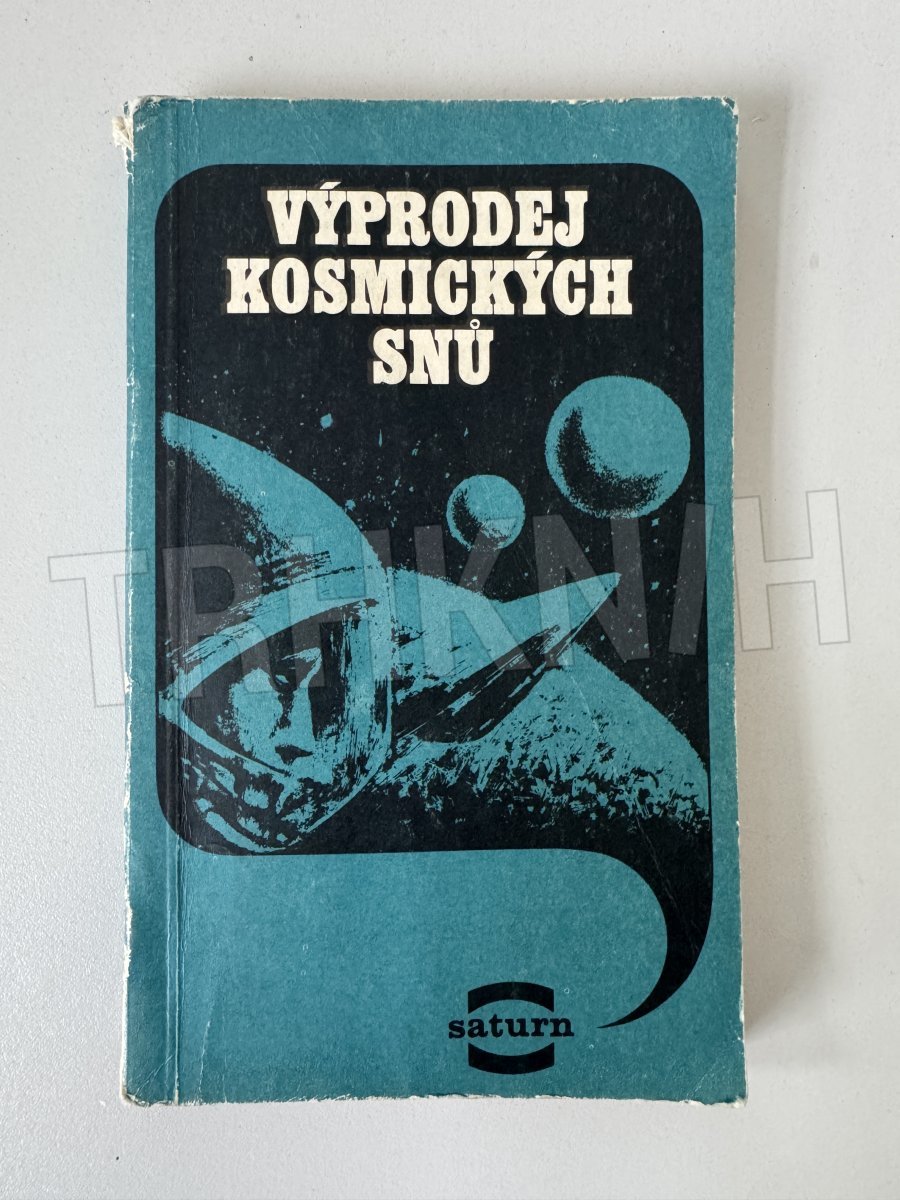 VÝPRODEJ
KOSMICKÝCH
SNŮ
TRHKNIH
saturn